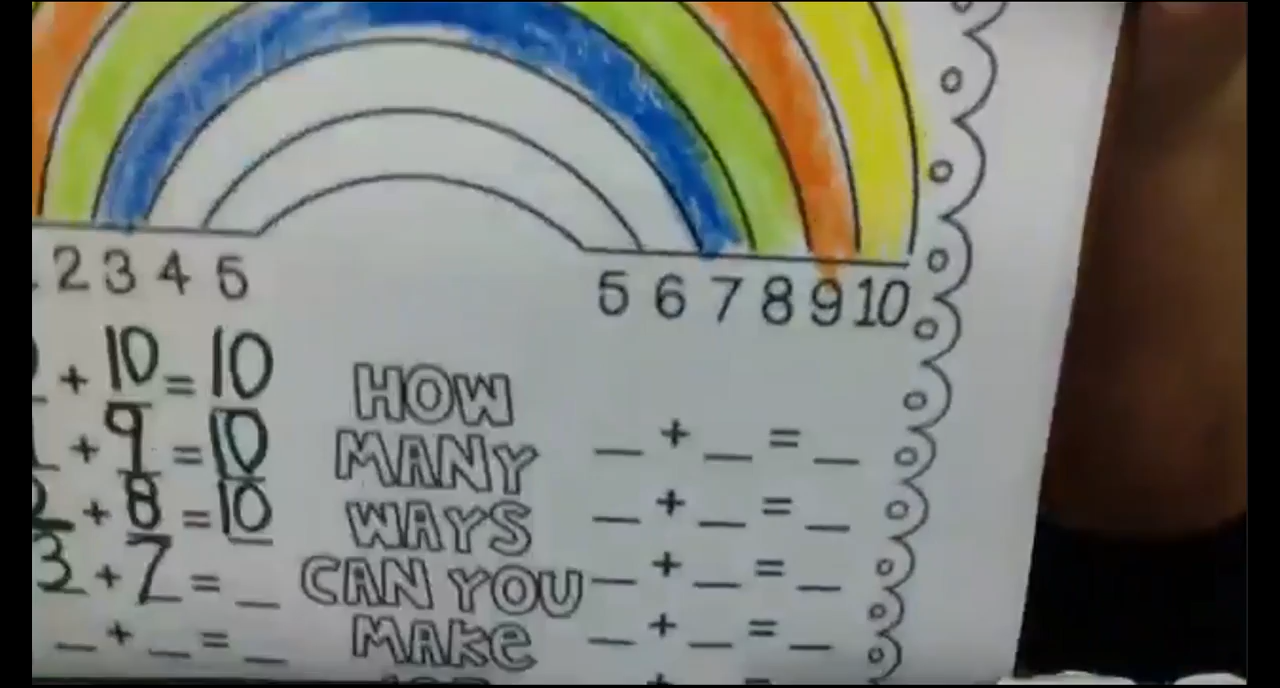 2 3 4 5
5 6 7 8 9 10
+ 10 = 10
+ 9 = 10
2 + 8 = 10
3 + 7 = _
_ + _ = _
HOW
MANY
WAYS
CAN YOU
MAKE
_ + _ = _
_ + _ = _
_ + _ = _
_ + _ = _